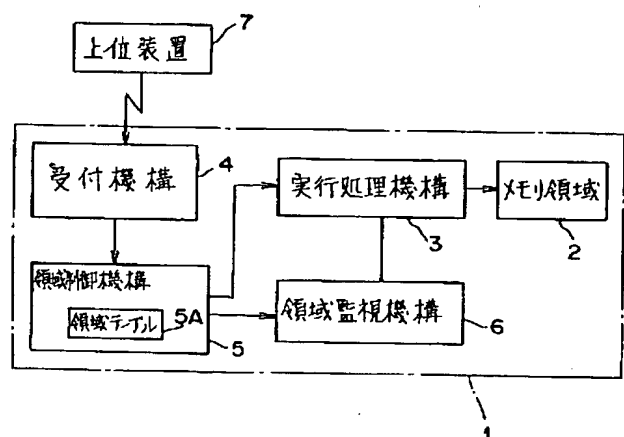 7
上位装置
受付機構
4
実行処理機構
3
メモリ領域
2
領域制御機構
領域テーブル
5A
5
領域監視機構
6
1